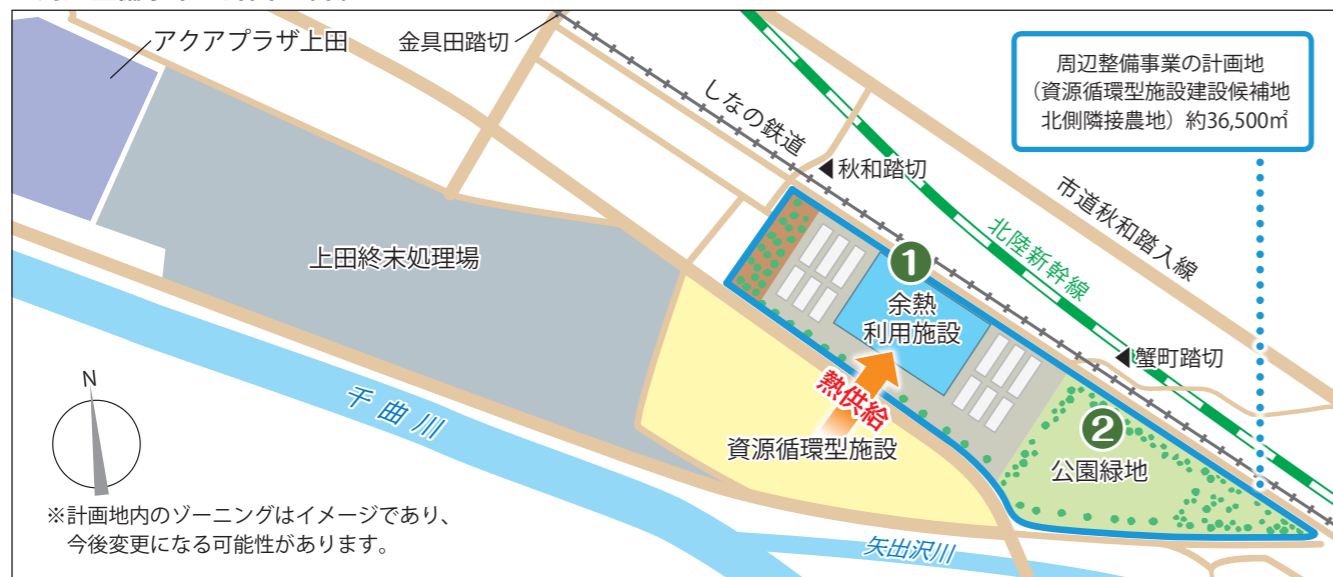 アクアプラザ上田
金具田踏切
しなの鉄道
◀秋和踏切
周辺整備事業の計画地
（資源循環型施設建設候補地
北側隣接農地）約36,500㎡
市道秋和踏入線
北陸新幹線
上田終末処理場
❶
余熱
利用施設
◀蟹町踏切
熱供給
資源循環型施設
❷
公園緑地
N
千曲川
矢出沢川
※計画地内のゾーニングはイメージであり、
今後変更になる可能性があります。